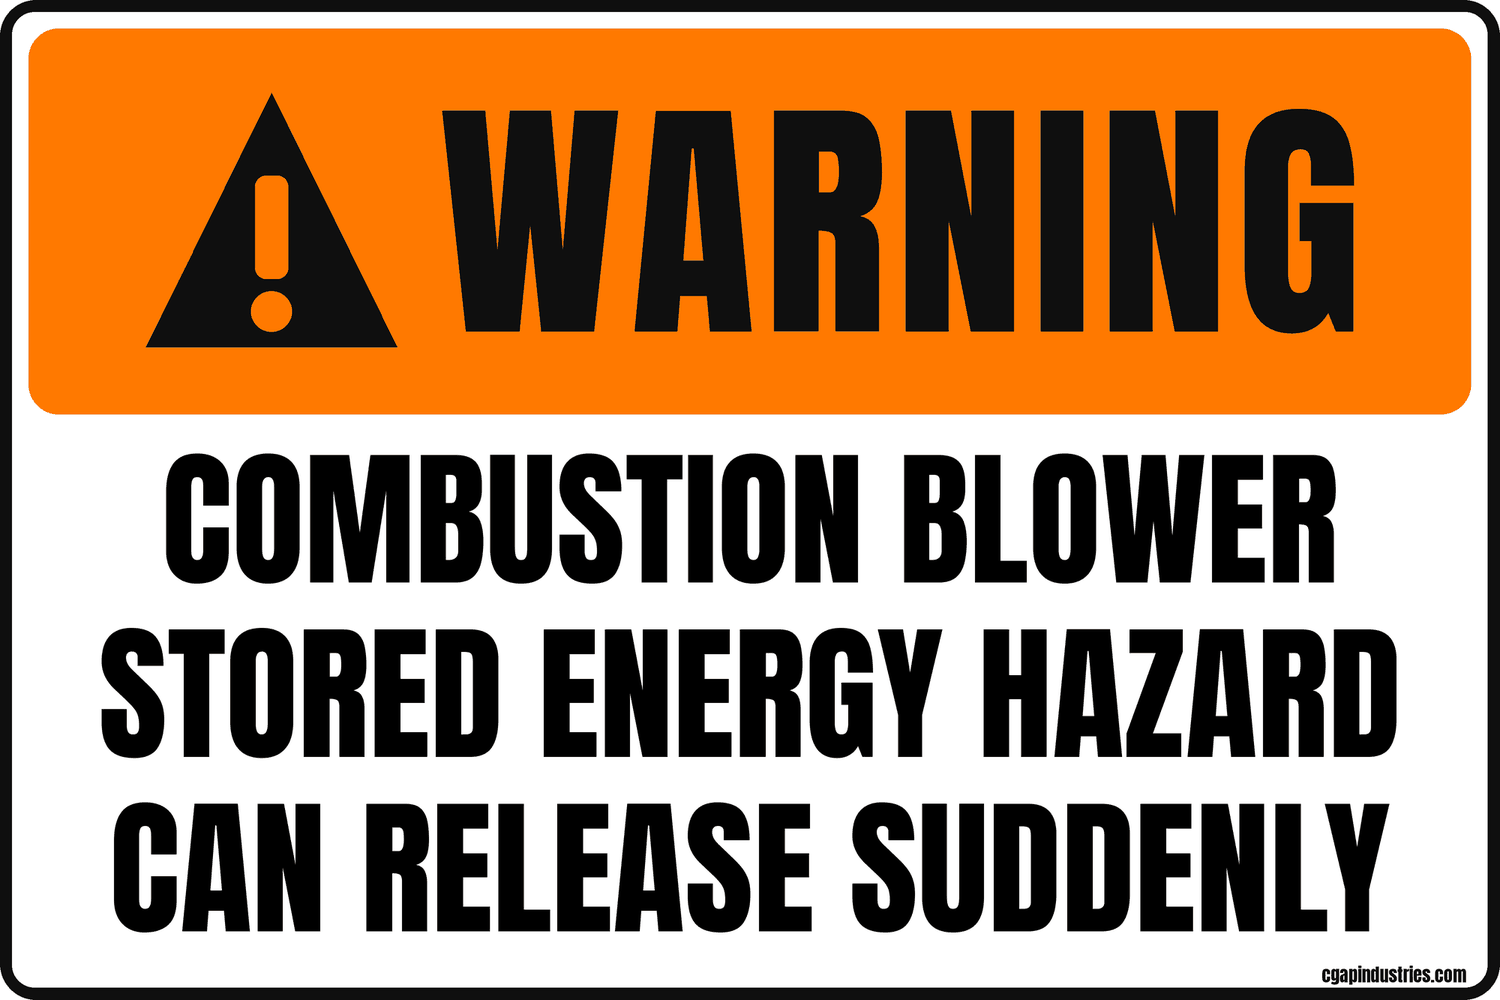 WARNING
COMBUSTION BLOWER
STORED ENERGY HAZARD
CAN RELEASE SUDDENLY
cgapindustries.com